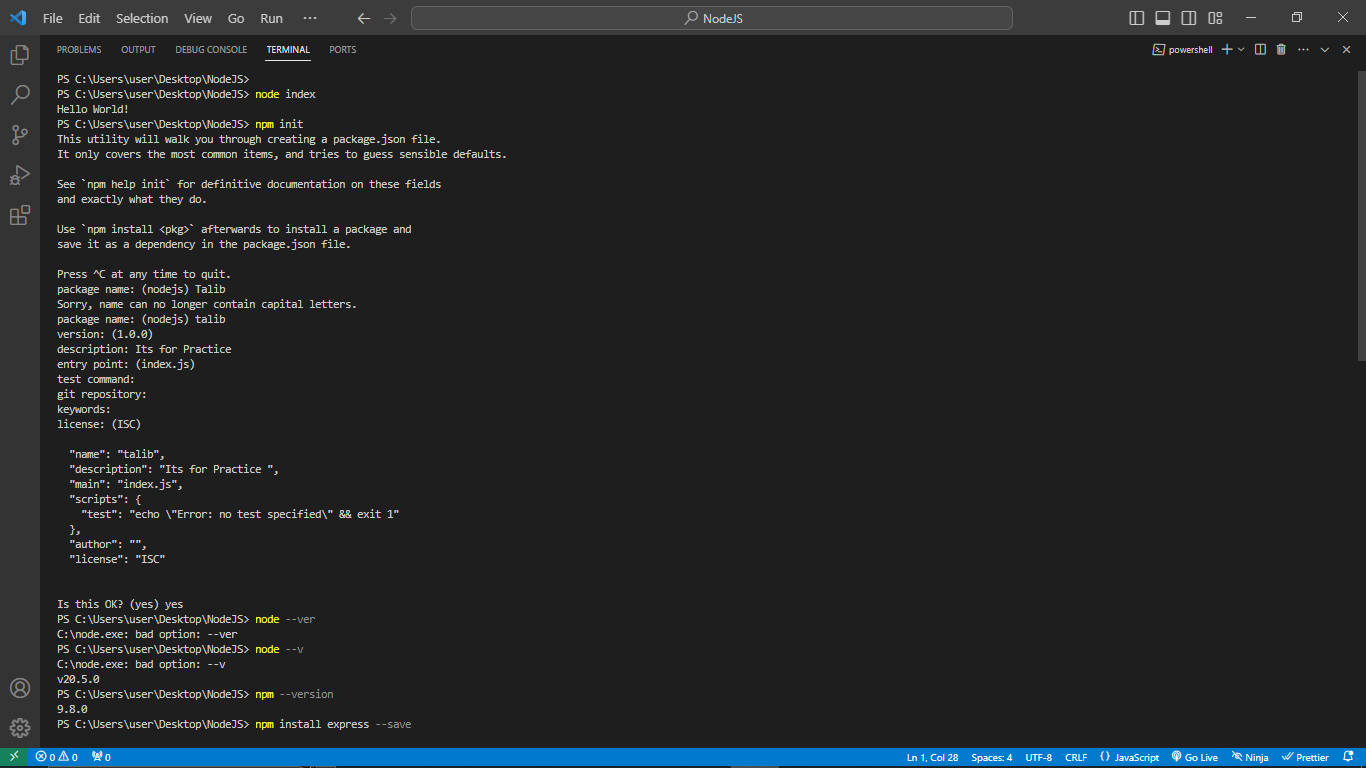 File Edit Selection View Go Run ··· NodeJS
PROBLEMS OUTPUT DEBUG CONSOLE TERMINAL PORTS powershell
PS C:\Users\user\Desktop\NodeJS>
PS C:\Users\user\Desktop\NodeJS> node index
Hello World!
PS C:\Users\user\Desktop\NodeJS> npm init
This utility will walk you through creating a package.json file.
It only covers the most common items, and tries to guess sensible defaults.
See `npm help init` for definitive documentation on these fields
and exactly what they do.
Use `npm install <pkg>` afterwards to install a package and
save it as a dependency in the package.json file.
Press ^C at any time to quit.
package name: (nodejs) Talib
Sorry, name can no longer contain capital letters.
package name: (nodejs) talib
version: (1.0.0)
description: Its for Practice
entry point: (index.js)
test command:
git repository:
keywords:
license: (ISC)
"name": "talib",
"description": "Its for Practice ",
"main": "index.js",
"scripts": {
"test": "echo \"Error: no test specified\" && exit 1"
},
"author": "",
"license": "ISC"
Is this OK? (yes) yes
PS C:\Users\user\Desktop\NodeJS> node --ver
C:\node.exe: bad option: --ver
PS C:\Users\user\Desktop\NodeJS> node --v
C:\node.exe: bad option: --v
v20.5.0
PS C:\Users\user\Desktop\NodeJS> npm --version
9.8.0
PS C:\Users\user\Desktop\NodeJS> npm install express --save
0 0 0 Ln 1, Col 28 Spaces: 4 UTF-8 CRLF {} JavaScript Go Live Ninja Prettier